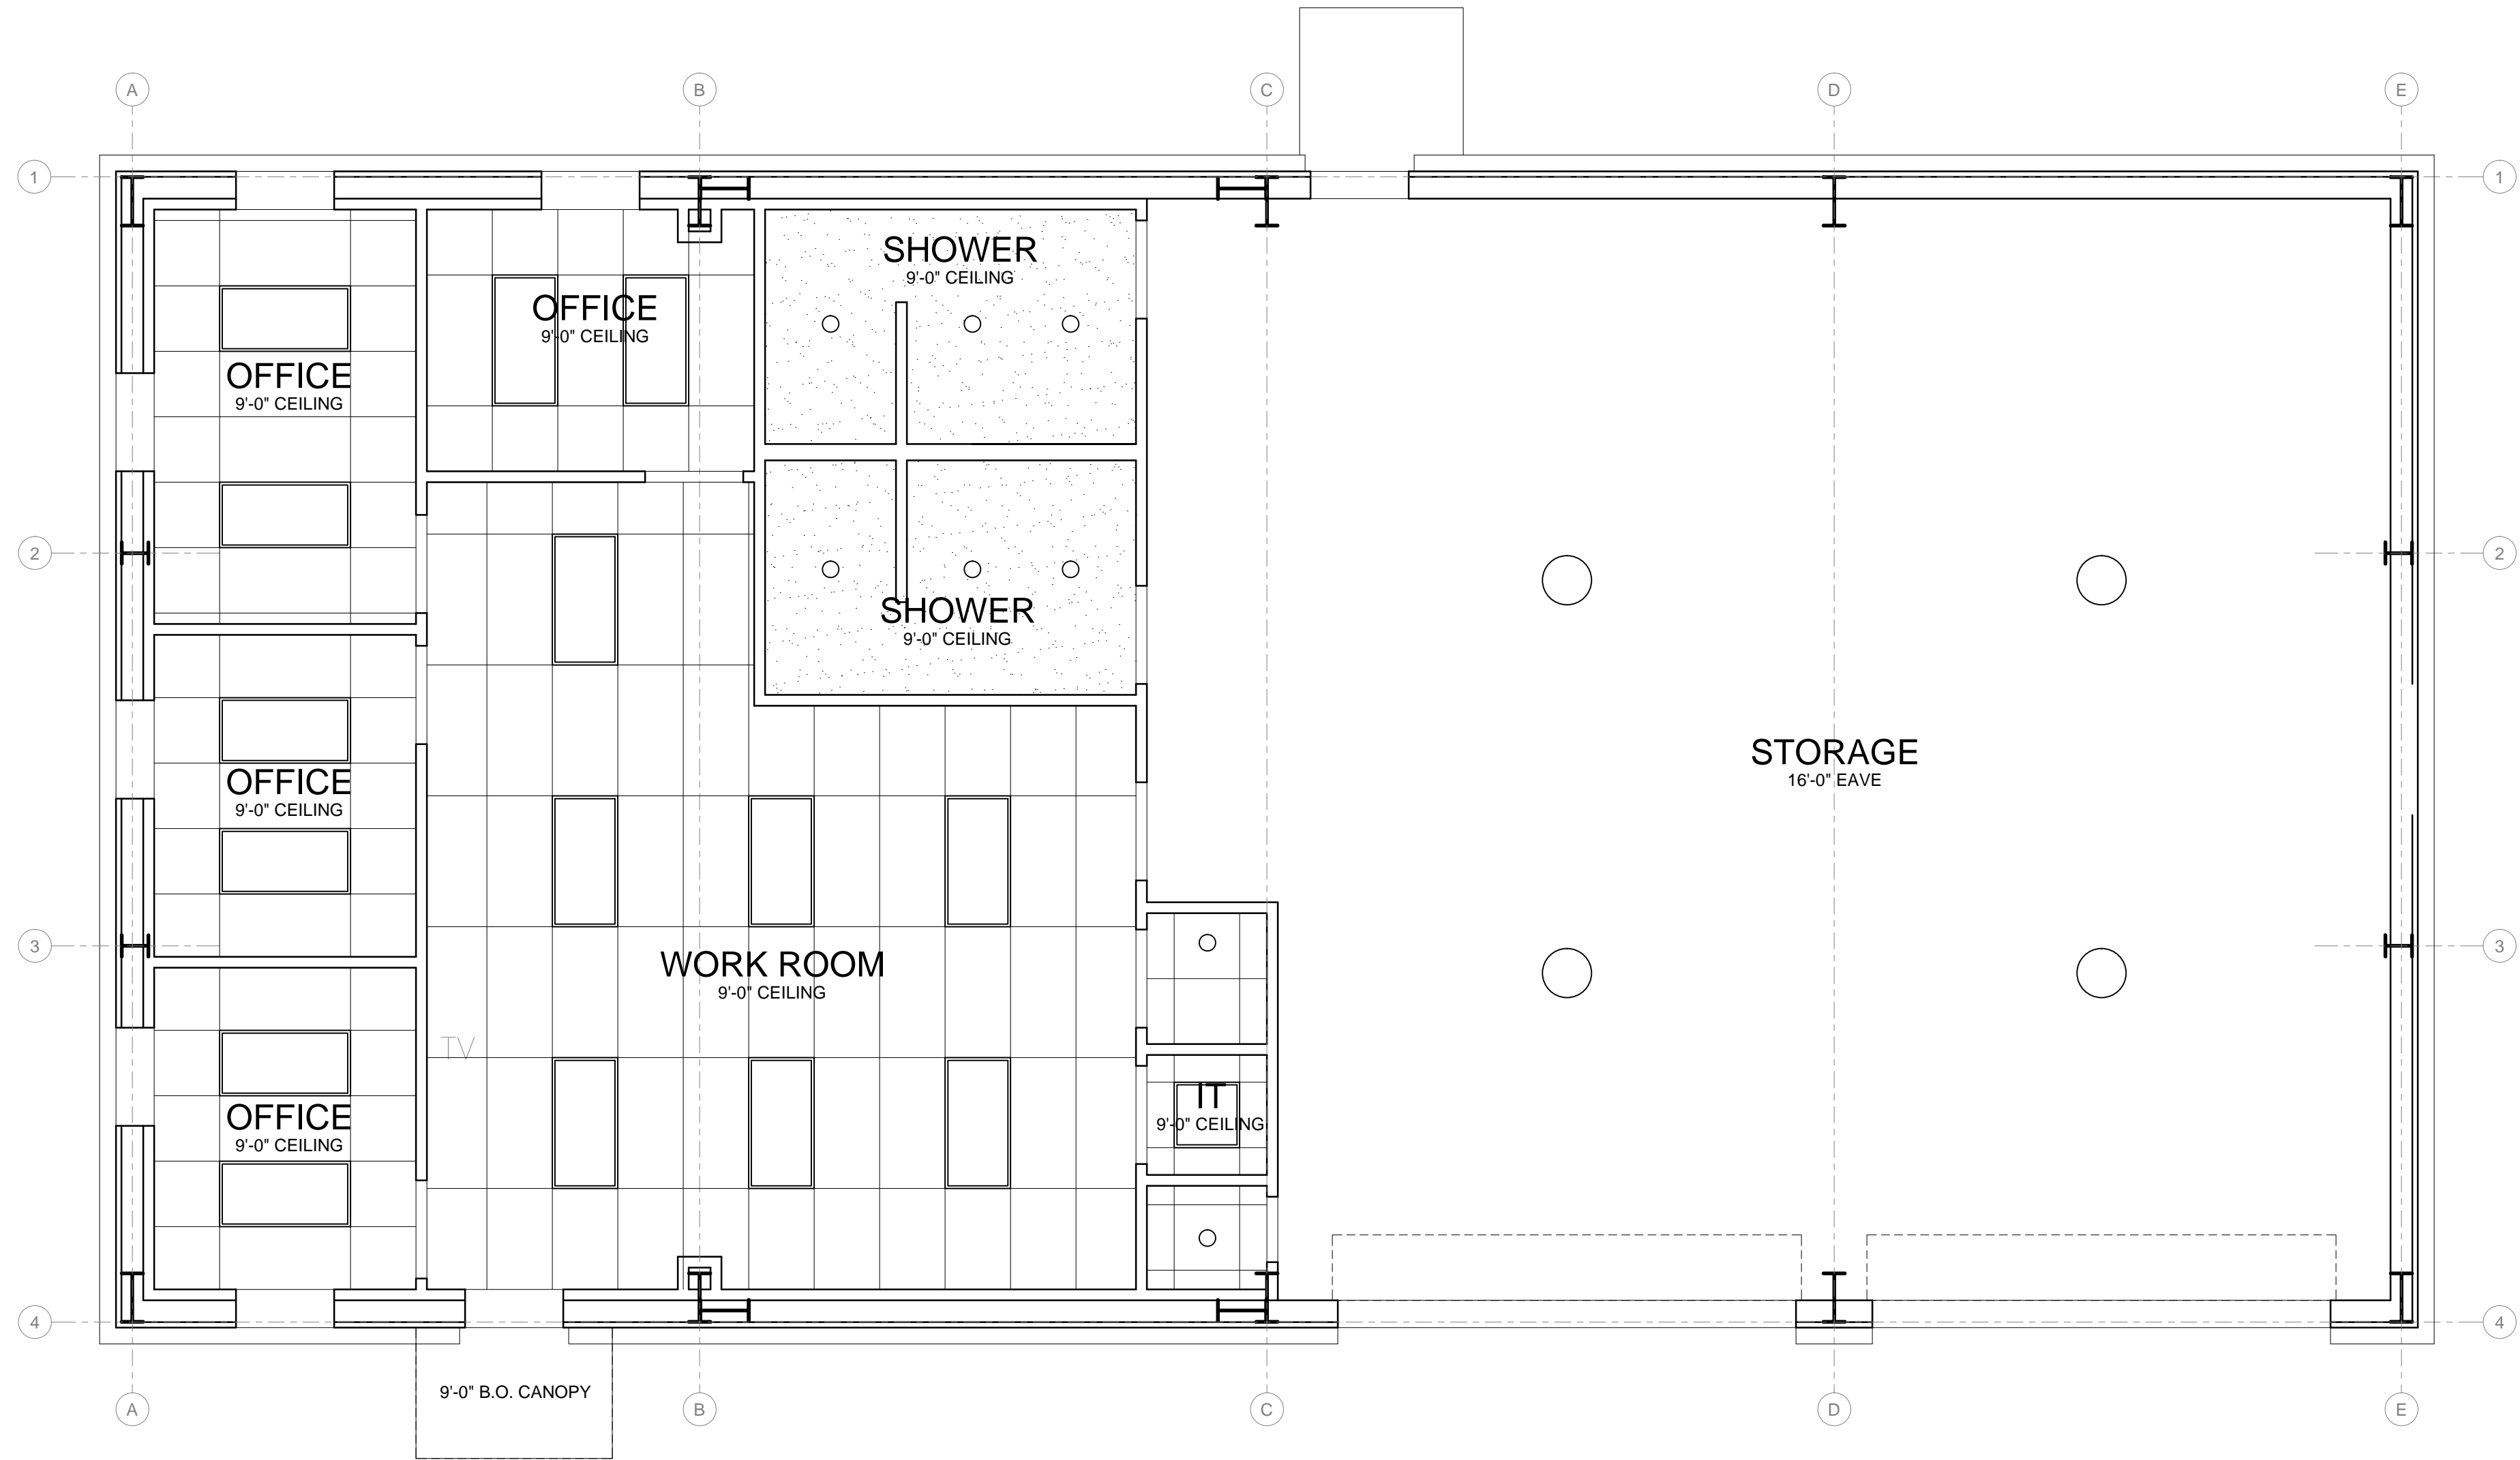 A B C D E
1 1
SHOWER
9'-0" CEILING
OFFICE
9'-0" CEILING
OFFICE
9'-0" CEILING
2 2
SHOWER
9'-0" CEILING
STORAGE
16'-0" EAVE
OFFICE
9'-0" CEILING
3 3
WORK ROOM
9'-0" CEILING
TV
IT
9'-0" CEILING
OFFICE
9'-0" CEILING
4 4
9'-0" B.O. CANOPY
A B C D E